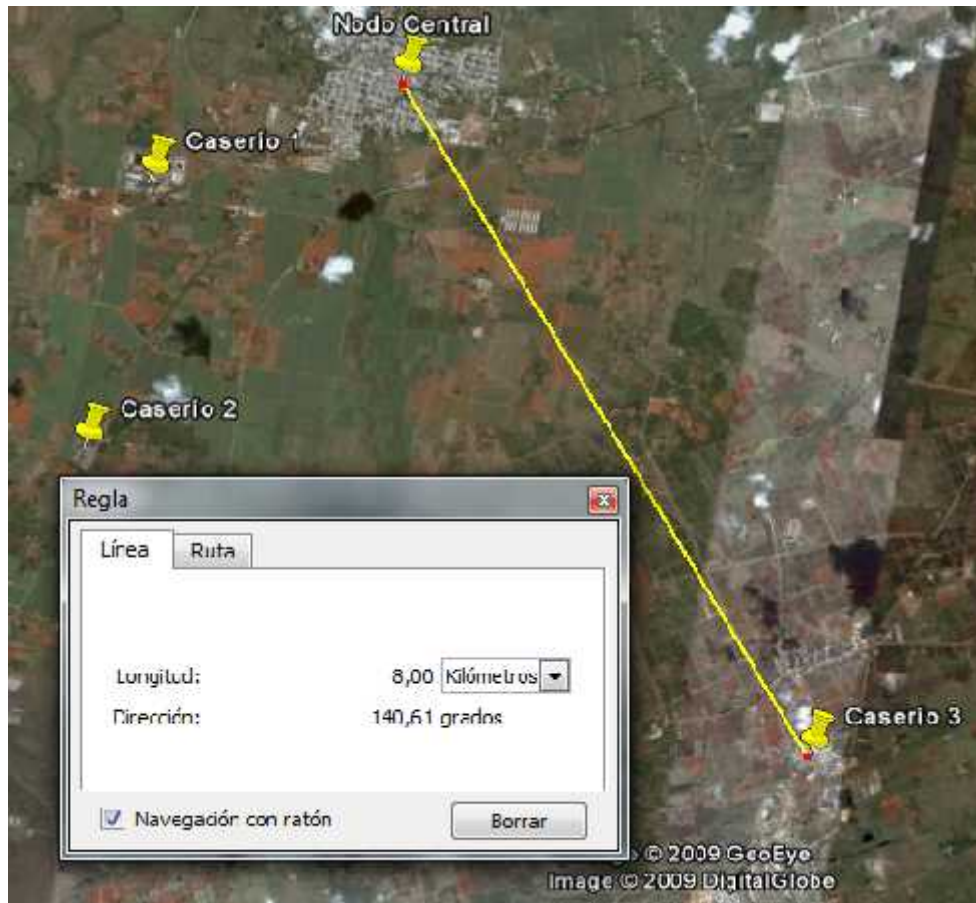 Nodo Central
Caserio 1
Caserio 2
Regla
Línea
Ruta
Longitud:
8,00 Kilómetros
Dirección:
140,61 grados
Navegación con ratón
Borrar
Caserio 3
© 2009 GeoEye
Image © 2009 DigitalGlobe